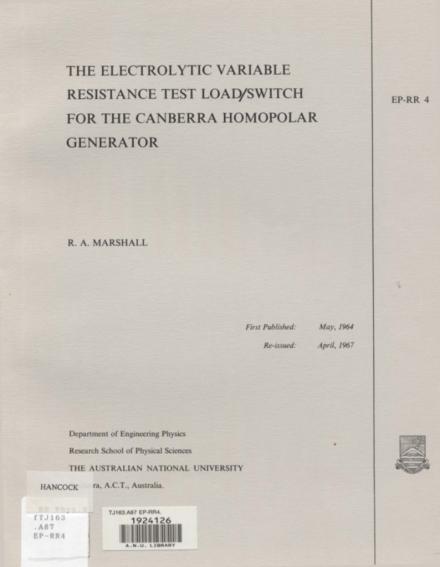 THE ELECTROLYTIC VARIABLE
RESISTANCE TEST LOAD/SWITCH
FOR THE CANBERRA HOMOPOLAR
GENERATOR
EP-RR 4
R. A. MARSHALL
First Published: May, 1964
Re-issued: April, 1967
Department of Engineering Physics
Research School of Physical Sciences
THE AUSTRALIAN NATIONAL UNIVERSITY
HANCOCK ra, A.C.T., Australia.
TJ163
.A87
EP-RR4
TJ163.A87 EP-RR4.
1924126
A.N.U. LIBRARY